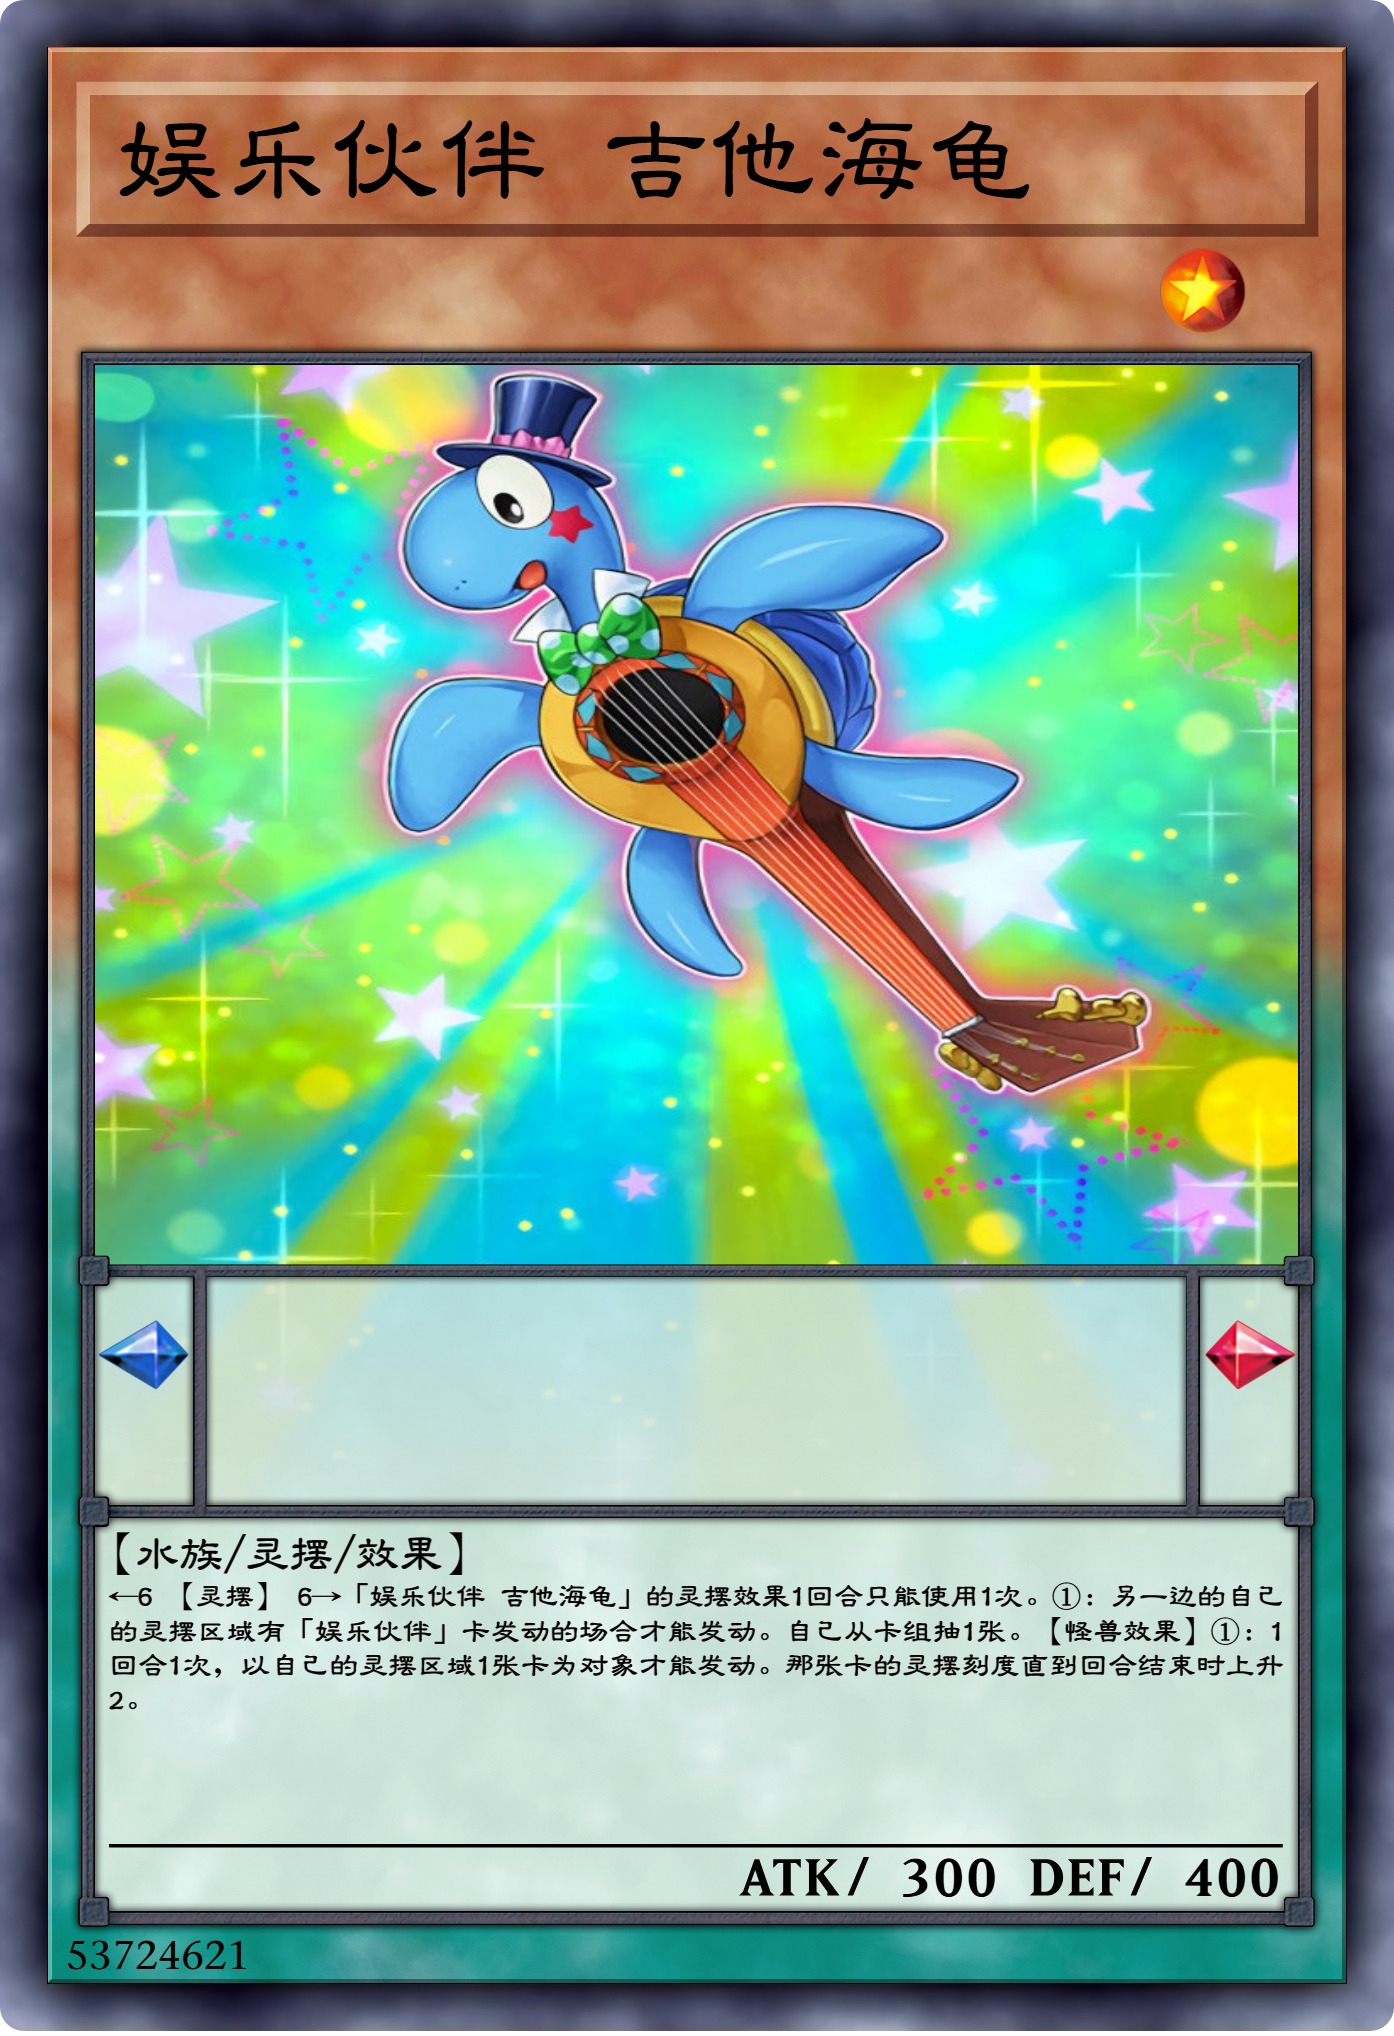 娱乐伙伴 吉他海龟
【水族/灵摆/效果】
←6 【灵摆】 6→「娱乐伙伴 吉他海龟」的灵摆效果1回合只能使用1次。①：另一边的自己
的灵摆区域有「娱乐伙伴」卡发动的场合才能发动。自己从卡组抽1张。【怪兽效果】①：1
回合1次，以自己的灵摆区域1张卡为对象才能发动。那张卡的灵摆刻度直到回合结束时上升
2。
ATK/ 300 DEF/ 400
53724621